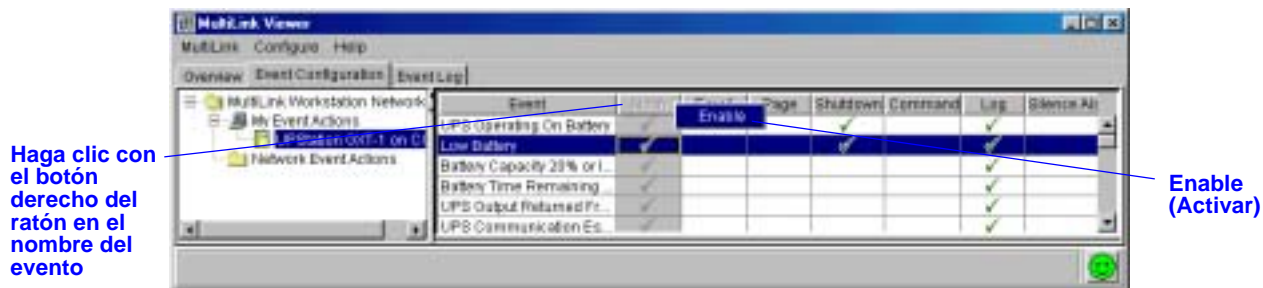 MultiLink Viewer
MultiLink Configure Help
Overview Event Configuration Event Log
MultiLink Workstation Network
My Event Actions
UPStation GXT-1 on C
Network Event Actions
Event Page Shutdown Command Log Silence Al
Enable
UPS Operating On Battery
Low Battery
Battery Capacity 20% or l...
Battery Time Remaining ...
UPS Output Returned Fr...
UPS Communication Es...
Haga clic con
el botón
derecho del
ratón en el
nombre del
evento
Enable
(Activar)